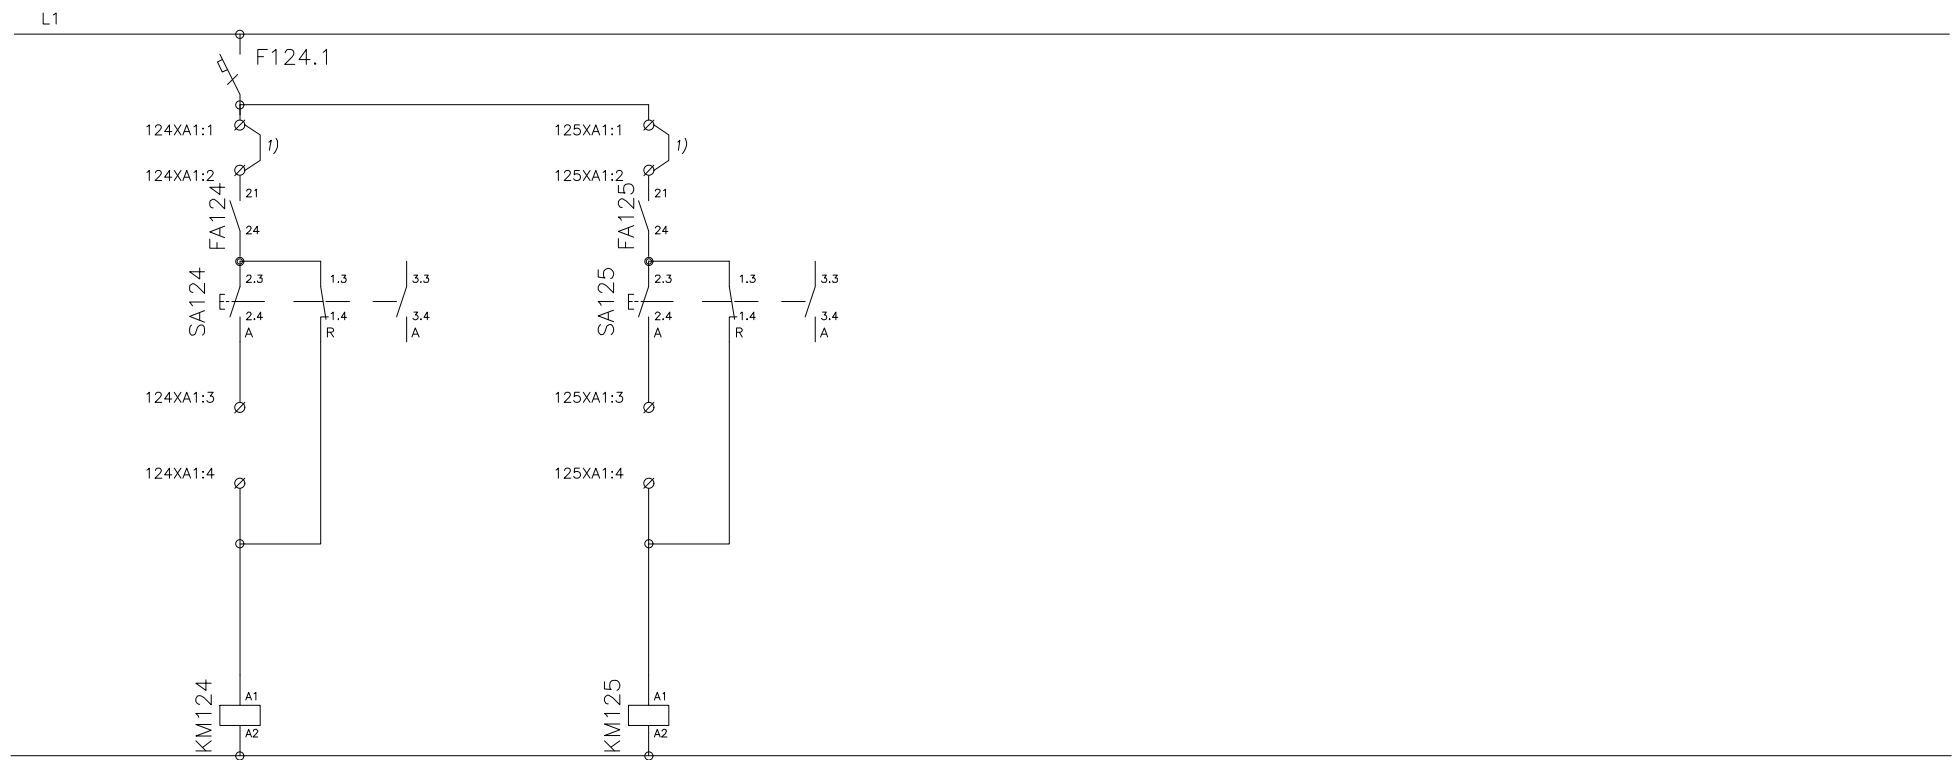 L1
F124.1
124XA1:1
1)
125XA1:1
1)
124XA1:2
125XA1:2
FA124
21
24
FA125
21
24
SA124
2.3
2.4
A
1.3
1.4
R
3.3
3.4
A
SA125
2.3
2.4
A
1.3
1.4
R
3.3
3.4
A
124XA1:3
125XA1:3
124XA1:4
125XA1:4
KM124
A1
A2
KM125
A1
A2